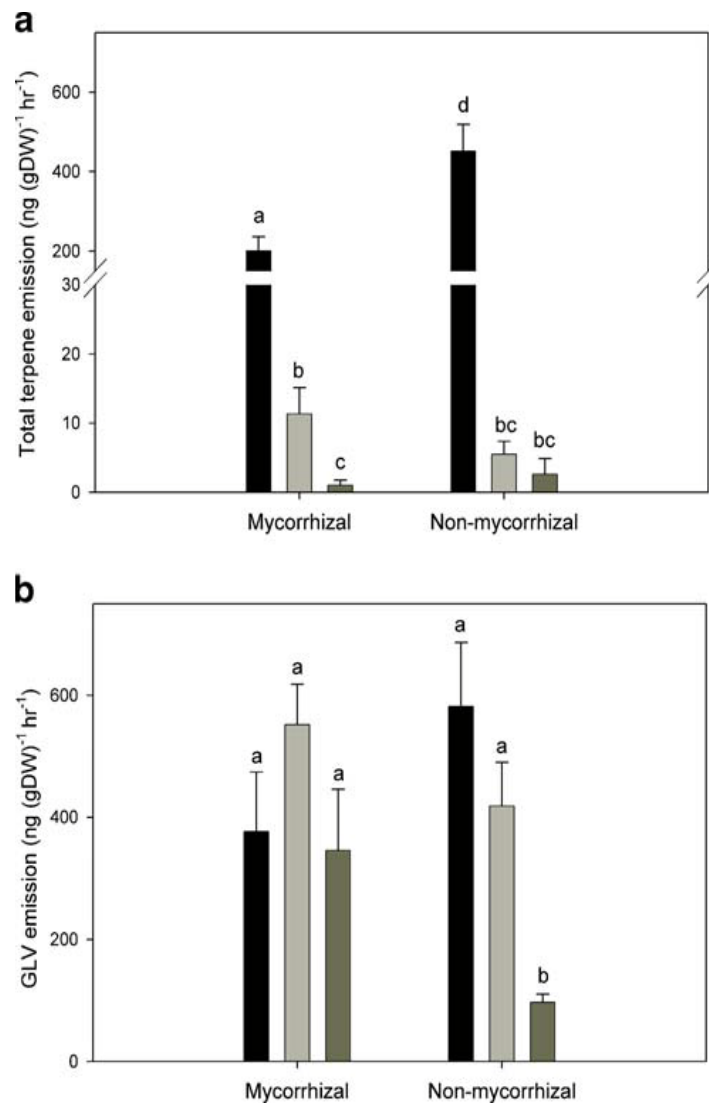 a
Total terpene emission (ng (gDW)⁻¹ hr⁻¹)
600
400
200
30
20
10
0
a
b
c
d
bc
bc
Mycorrhizal
Non-mycorrhizal
b
GLV emission (ng (gDW)⁻¹ hr⁻¹)
600
400
200
0
a
a
a
a
a
b
Mycorrhizal
Non-mycorrhizal